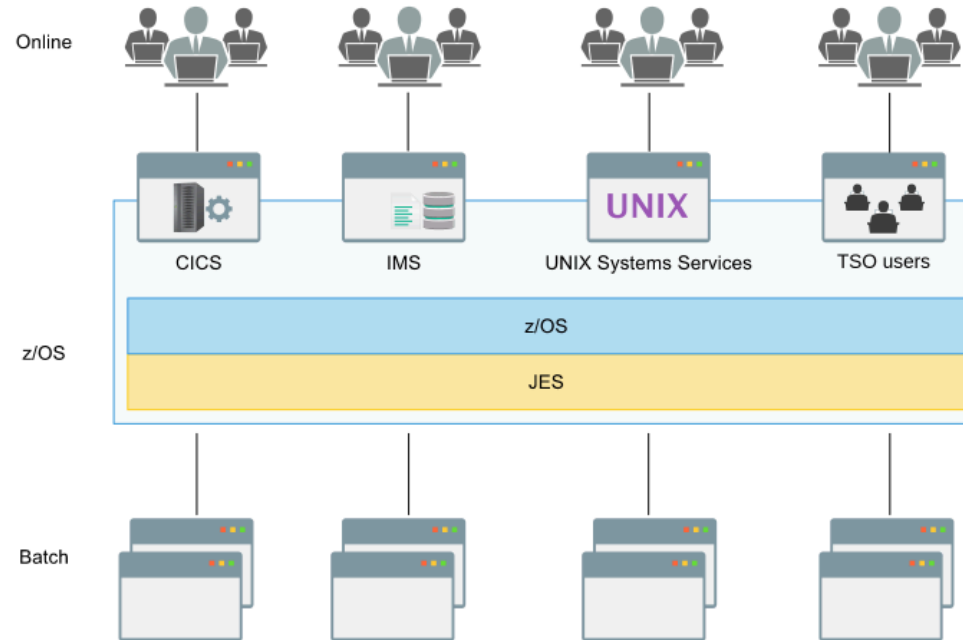 Online
UNIX
CICS
IMS
UNIX Systems Services
TSO users
z/OS
z/OS
JES
Batch